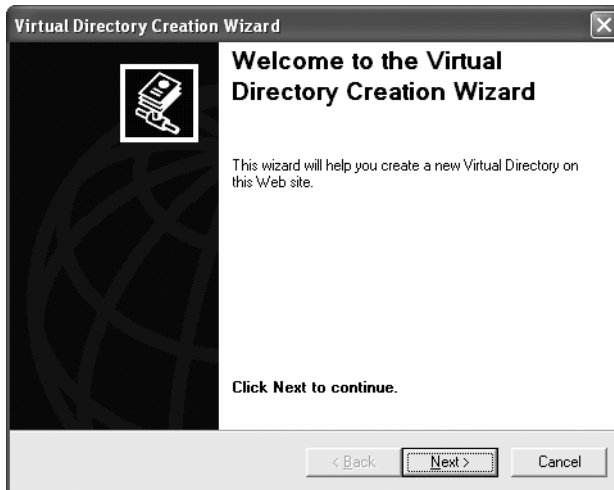 Virtual Directory Creation Wizard
Welcome to the Virtual
Directory Creation Wizard
This wizard will help you create a new Virtual Directory on
this Web site.
Click Next to continue.
< Back
Next >
Cancel